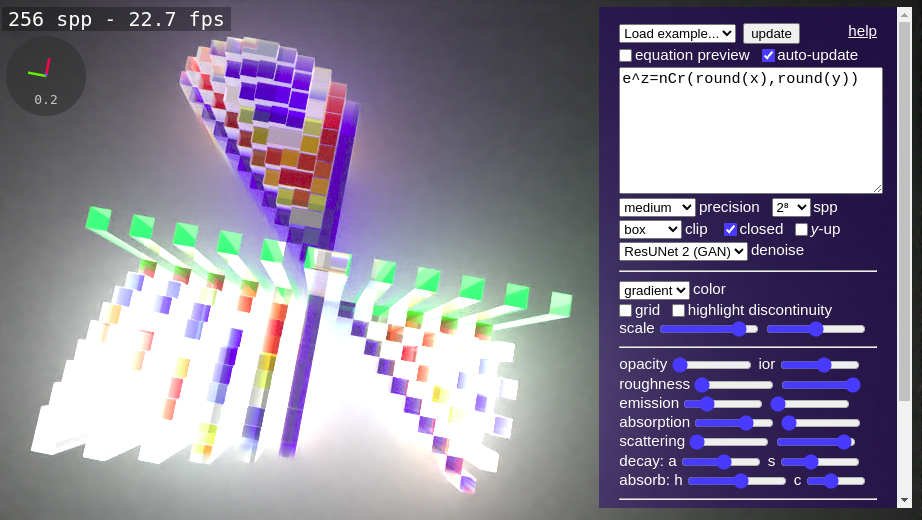 256 spp - 22.7 fps
0.2
Load example... update help
equation preview auto-update
e^z=nCr(round(x),round(y))
medium precision 2⁸ spp
box clip closed y-up
ResUNet 2 (GAN) denoise
gradient color
grid highlight discontinuity
scale
opacity ior
roughness
emission
absorption
scattering
decay: a s
absorb: h c